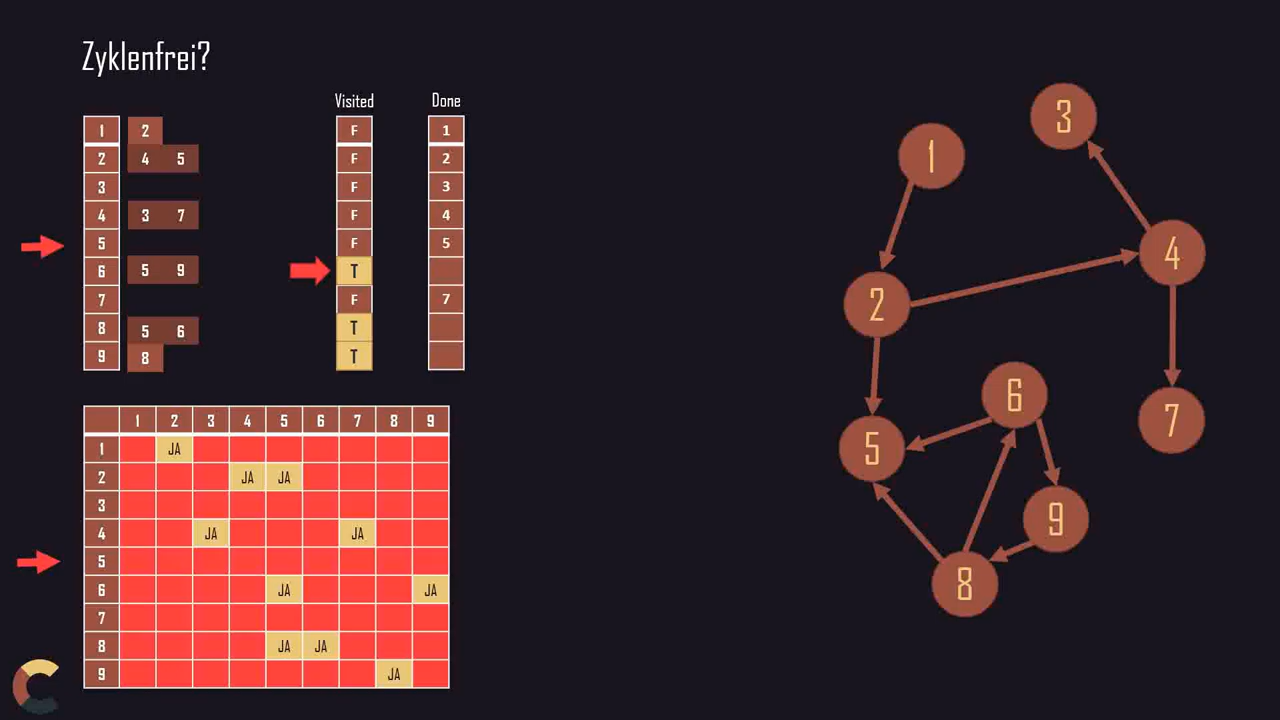 Zyklenfrei?
Visited Done
1 2 F 1
2 4 5 F 2
3 F 3
4 3 7 F 4
5 F 5
6 5 9 T
7 F 7
8 5 6 T
9 8 T
1 2 3 4 5 6 7 8 9
1 JA
2 JA JA
3
4 JA JA
5
6 JA JA
7
8 JA JA
9 JA
3
1
4
2
6
7
5
9
8